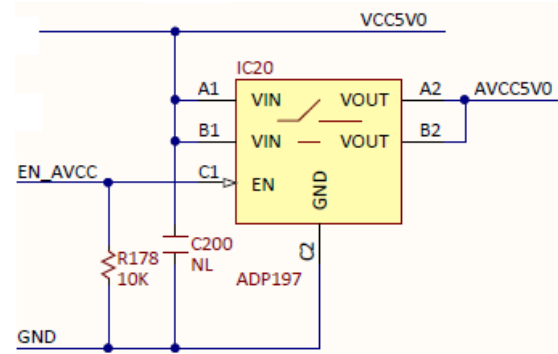 VCC5V0
IC20
A1 VIN VOUT A2 AVCC5V0
B1 VIN VOUT B2
EN_AVCC C1 EN
GND
C2
R178
10K
C200
NL
ADP197
GND